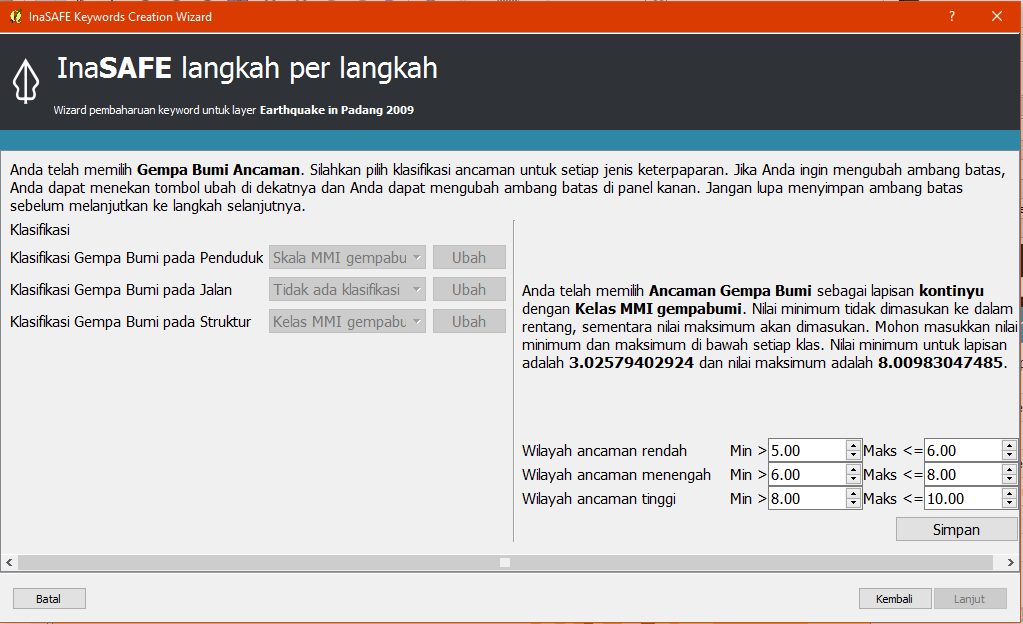 InaSAFE Keywords Creation Wizard
InaSAFE langkah per langkah
Wizard pembaharuan keyword untuk layer Earthquake in Padang 2009
Anda telah memilih Gempa Bumi Ancaman. Silahkan pilih klasifikasi ancaman untuk setiap jenis keterpaparan. Jika Anda ingin mengubah ambang batas,
Anda dapat menekan tombol ubah di dekatnya dan Anda dapat mengubah ambang batas di panel kanan. Jangan lupa menyimpan ambang batas
sebelum melanjutkan ke langkah selanjutnya.
Klasifikasi
Klasifikasi Gempa Bumi pada Penduduk Skala MMI gempabu Ubah
Klasifikasi Gempa Bumi pada Jalan Tidak ada klasifikasi Ubah
Klasifikasi Gempa Bumi pada Struktur Kelas MMI gempabu Ubah
Anda telah memilih Ancaman Gempa Bumi sebagai lapisan kontinyu
dengan Kelas MMI gempabumi. Nilai minimum tidak dimasukan ke dalam
rentang, sementara nilai maksimum akan dimasukan. Mohon masukkan nilai
minimum dan maksimum di bawah setiap klas. Nilai minimum untuk lapisan
adalah 3.02579402924 dan nilai maksimum adalah 8.00983047485.
Wilayah ancaman rendah Min > 5.00 Maks <= 6.00
Wilayah ancaman menengah Min > 6.00 Maks <= 8.00
Wilayah ancaman tinggi Min > 8.00 Maks <= 10.00
Simpan
Batal Kembali Lanjut